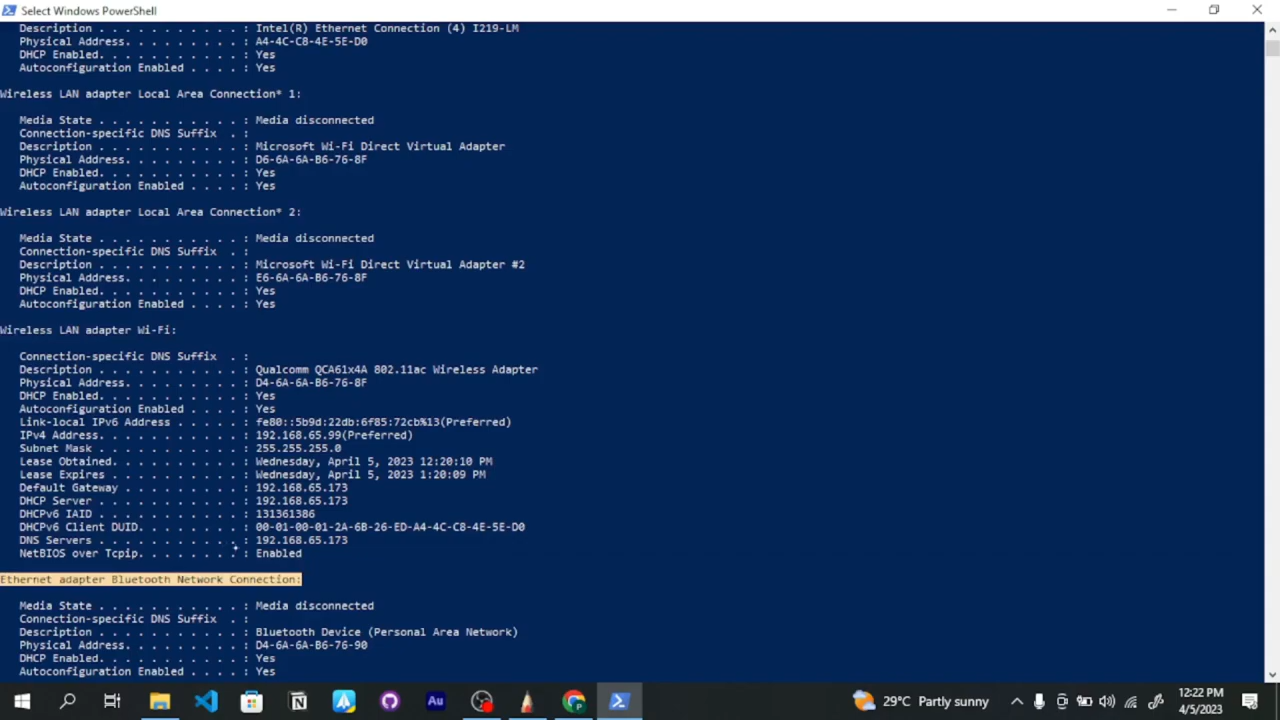 Select Windows PowerShell
   Description . . . . . . . . . . . : Intel(R) Ethernet Connection (4) I219-LM
   Physical Address. . . . . . . . . : A4-4C-C8-4E-5E-D0
   DHCP Enabled. . . . . . . . . . . : Yes
   Autoconfiguration Enabled . . . . : Yes
Wireless LAN adapter Local Area Connection* 1:
   Media State . . . . . . . . . . . : Media disconnected
   Connection-specific DNS Suffix  . :
   Description . . . . . . . . . . . : Microsoft Wi-Fi Direct Virtual Adapter
   Physical Address. . . . . . . . . : D6-6A-6A-B6-76-8F
   DHCP Enabled. . . . . . . . . . . : Yes
   Autoconfiguration Enabled . . . . : Yes
Wireless LAN adapter Local Area Connection* 2:
   Media State . . . . . . . . . . . : Media disconnected
   Connection-specific DNS Suffix  . :
   Description . . . . . . . . . . . : Microsoft Wi-Fi Direct Virtual Adapter #2
   Physical Address. . . . . . . . . : E6-6A-6A-B6-76-8F
   DHCP Enabled. . . . . . . . . . . : Yes
   Autoconfiguration Enabled . . . . : Yes
Wireless LAN adapter Wi-Fi:
   Connection-specific DNS Suffix  . :
   Description . . . . . . . . . . . : Qualcomm QCA61x4A 802.11ac Wireless Adapter
   Physical Address. . . . . . . . . : D4-6A-6A-B6-76-8F
   DHCP Enabled. . . . . . . . . . . : Yes
   Autoconfiguration Enabled . . . . : Yes
   Link-local IPv6 Address . . . . . : fe80::5b9d:22db:6f85:72cb%13(Preferred)
   IPv4 Address. . . . . . . . . . . : 192.168.65.99(Preferred)
   Subnet Mask . . . . . . . . . . . : 255.255.255.0
   Lease Obtained. . . . . . . . . . : Wednesday, April 5, 2023 12:20:10 PM
   Lease Expires . . . . . . . . . . : Wednesday, April 5, 2023 1:20:09 PM
   Default Gateway . . . . . . . . . : 192.168.65.173
   DHCP Server . . . . . . . . . . . : 192.168.65.173
   DHCPv6 IAID . . . . . . . . . . . : 131361386
   DHCPv6 Client DUID. . . . . . . . : 00-01-00-01-2A-6B-26-ED-A4-4C-C8-4E-5E-D0
   DNS Servers . . . . . . . . . . . : 192.168.65.173
   NetBIOS over Tcpip. . . . . . . . : Enabled
Ethernet adapter Bluetooth Network Connection:
   Media State . . . . . . . . . . . : Media disconnected
   Connection-specific DNS Suffix  . :
   Description . . . . . . . . . . . : Bluetooth Device (Personal Area Network)
   Physical Address. . . . . . . . . : D4-6A-6A-B6-76-90
   DHCP Enabled. . . . . . . . . . . : Yes
   Autoconfiguration Enabled . . . . : Yes
Au
29°C Partly sunny
12:22 PM
4/5/2023